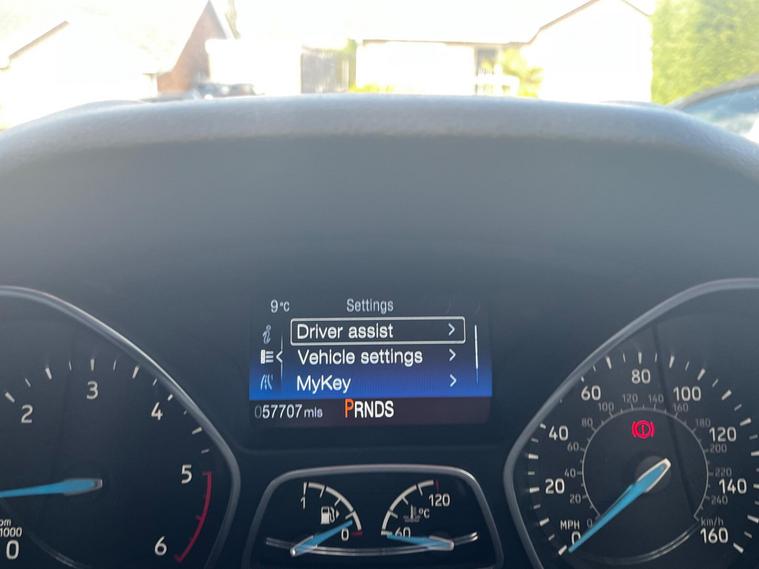 9°C Settings
Driver assist >
Vehicle settings >
MyKey >
057707 mls PRNDS
0 2 3 4 5 6
1000
1 0
60 120
°C
0 20 40 60 80 100 120 140 160
20 40 60 80 100 120 140 160 180 200 220 240
MPH 0 km/h